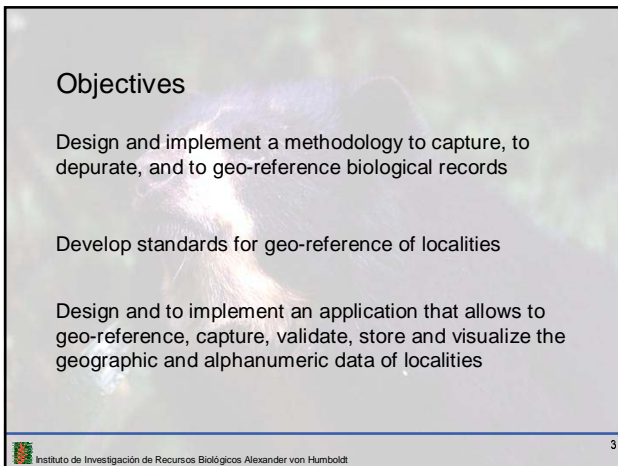 Objectives
Design and implement a methodology to capture, to
depurate, and to geo-reference biological records
Develop standards for geo-reference of localities
Design and to implement an application that allows to
geo-reference, capture, validate, store and visualize the
geographic and alphanumeric data of localities
Instituto de Investigación de Recursos Biológicos Alexander von Humboldt
3